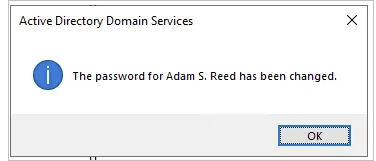 Active Directory Domain Services
The password for Adam S. Reed has been changed.
OK